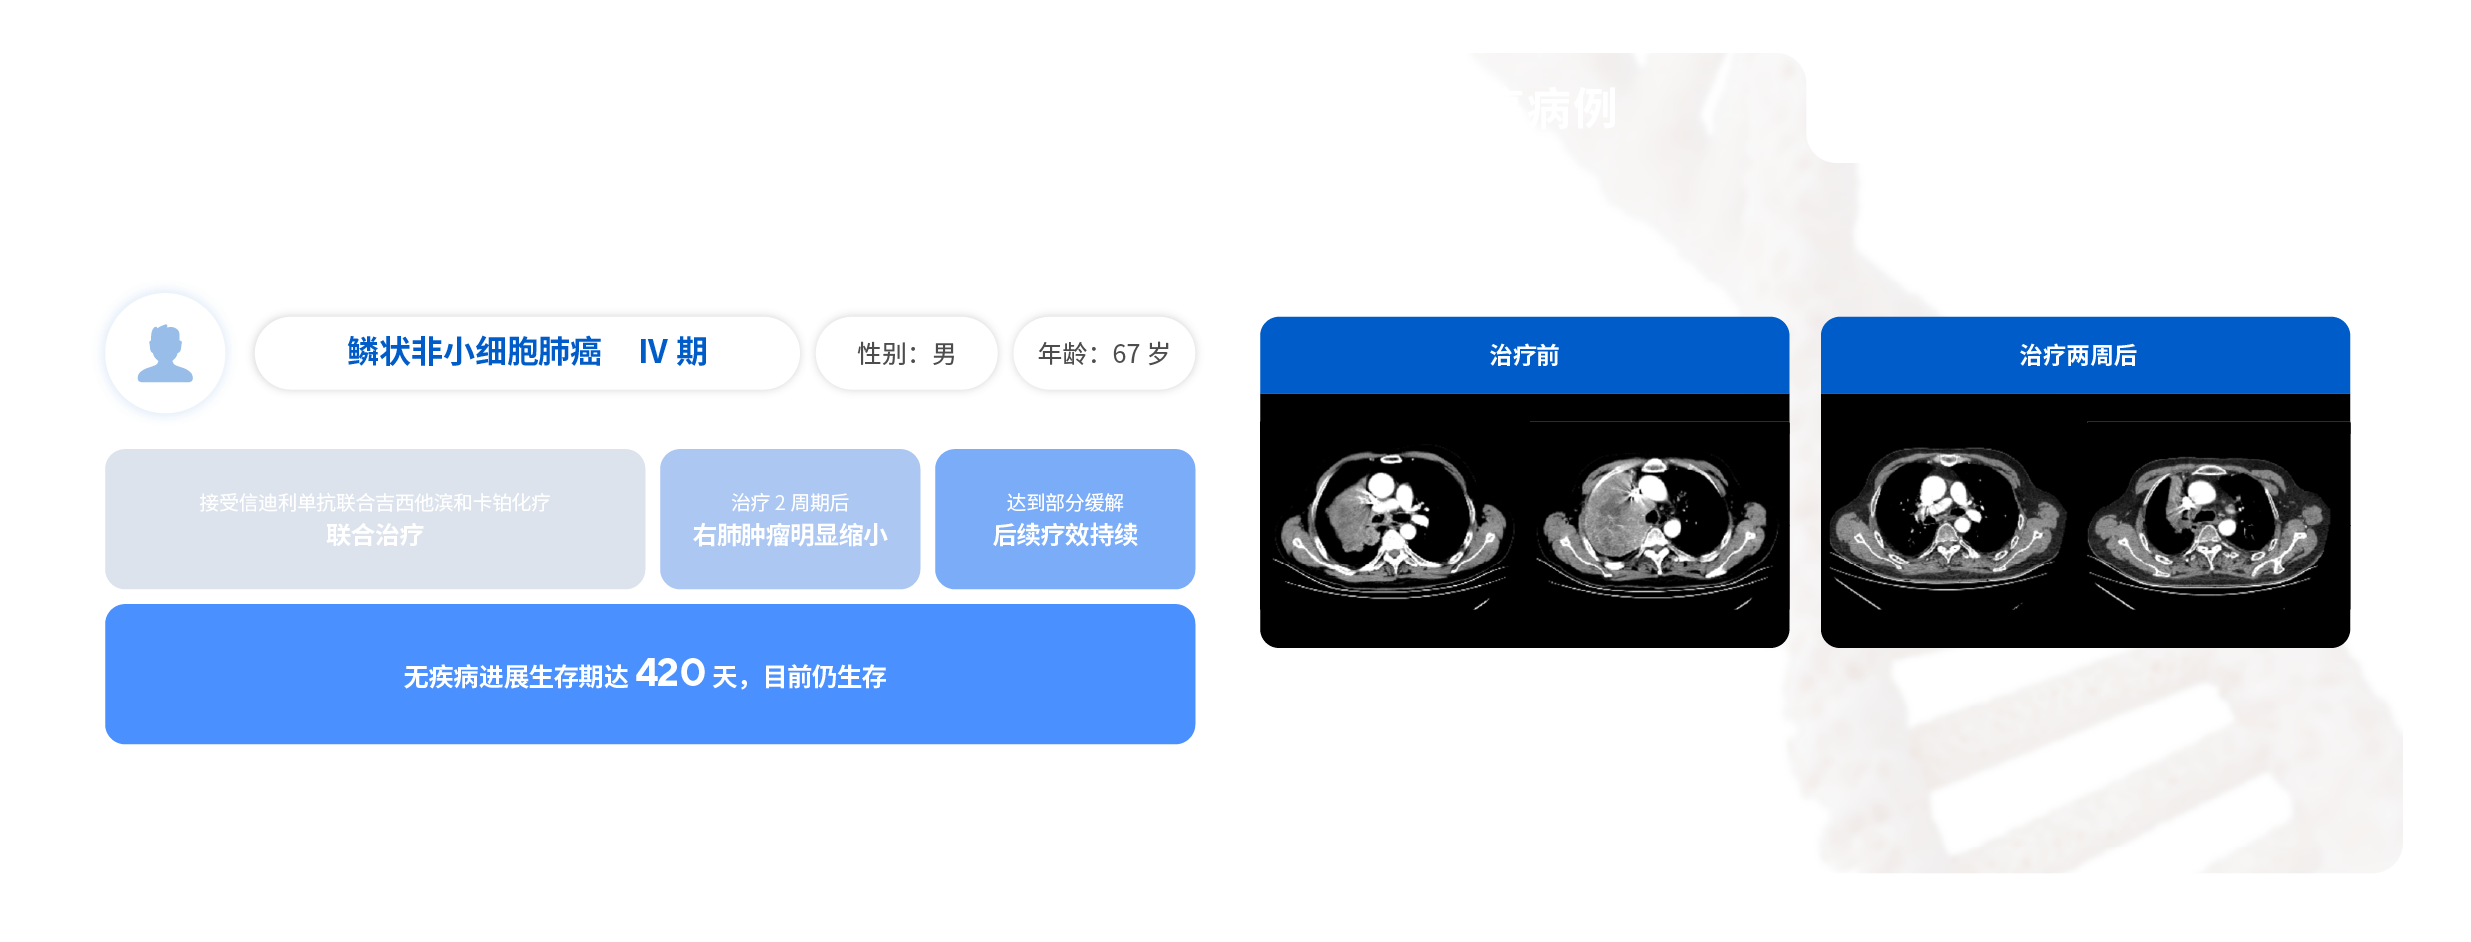 病例
鳞状非小细胞肺癌 IV 期
性别：男
年龄：67 岁
接受信迪利单抗联合吉西他滨和卡铂化疗
联合治疗
治疗 2 周期后
右肺肿瘤明显缩小
达到部分缓解
后续疗效持续
无疾病进展生存期达 420 天，目前仍生存
治疗前
治疗两周后